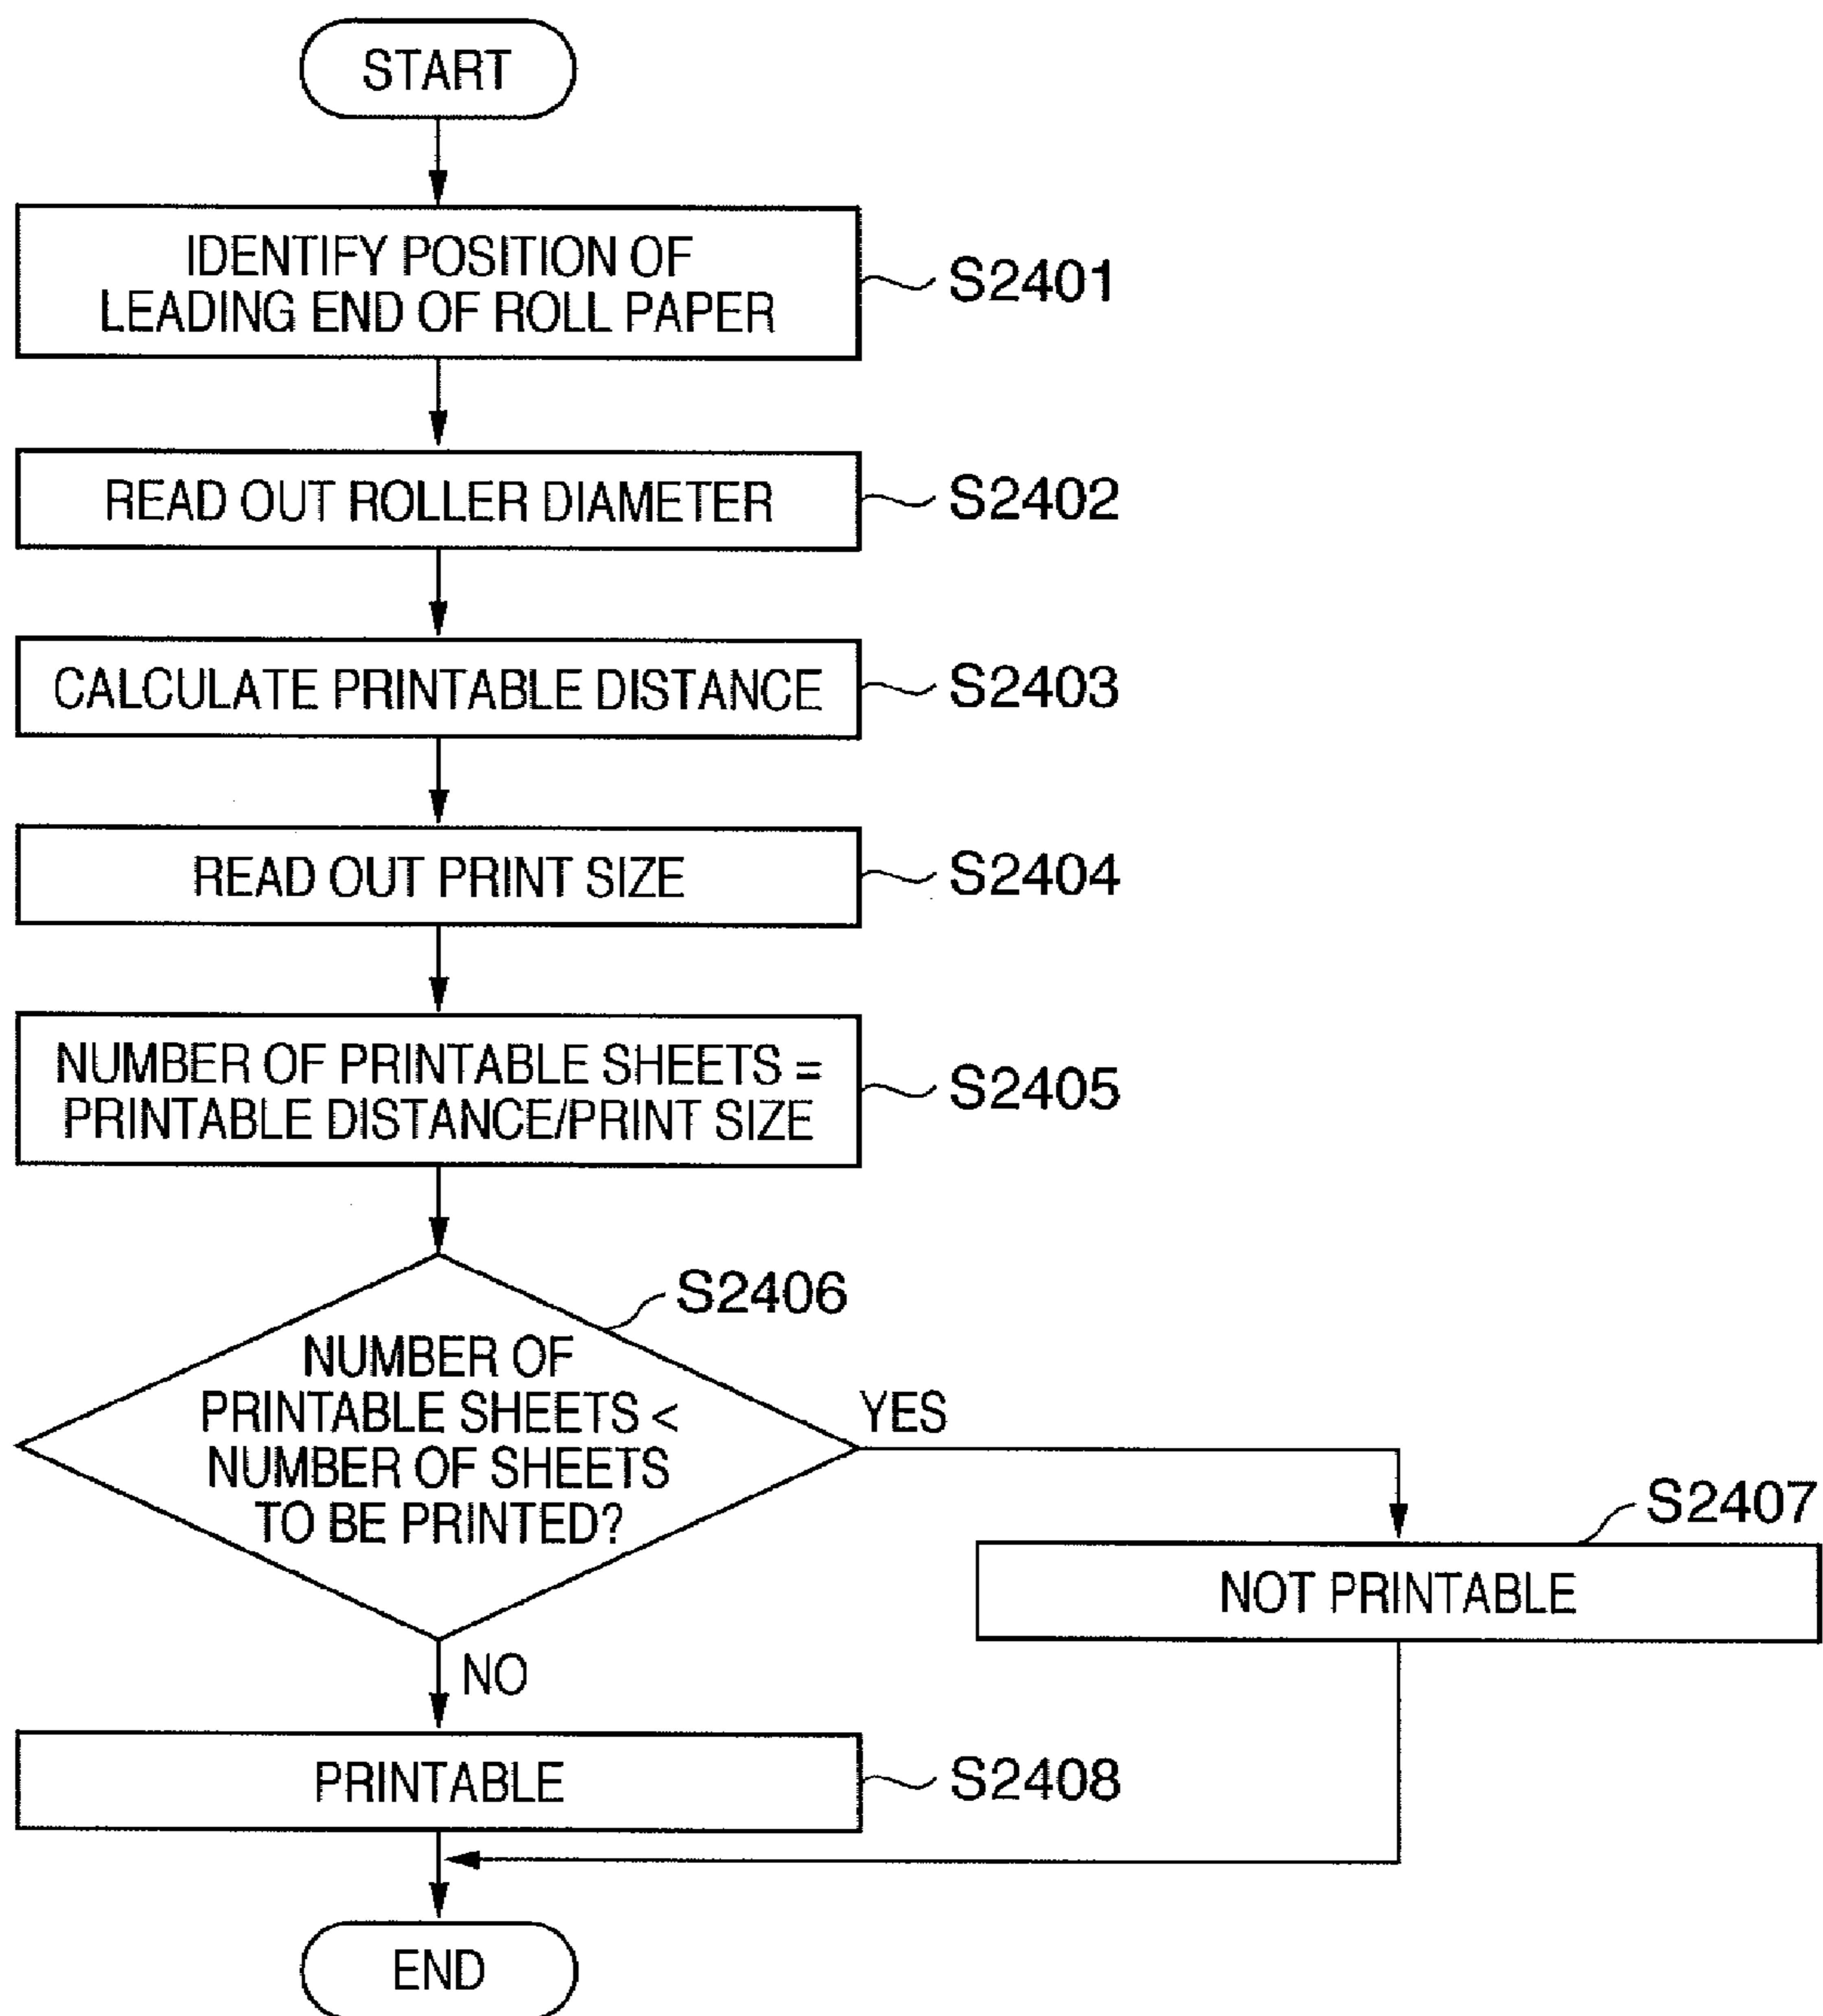 START
IDENTIFY POSITION OF
LEADING END OF ROLL PAPER
S2401
READ OUT ROLLER DIAMETER
S2402
CALCULATE PRINTABLE DISTANCE
S2403
READ OUT PRINT SIZE
S2404
NUMBER OF PRINTABLE SHEETS =
PRINTABLE DISTANCE/PRINT SIZE
S2405
S2406
NUMBER OF
PRINTABLE SHEETS <
NUMBER OF SHEETS
TO BE PRINTED?
YES
S2407
NOT PRINTABLE
NO
PRINTABLE
S2408
END